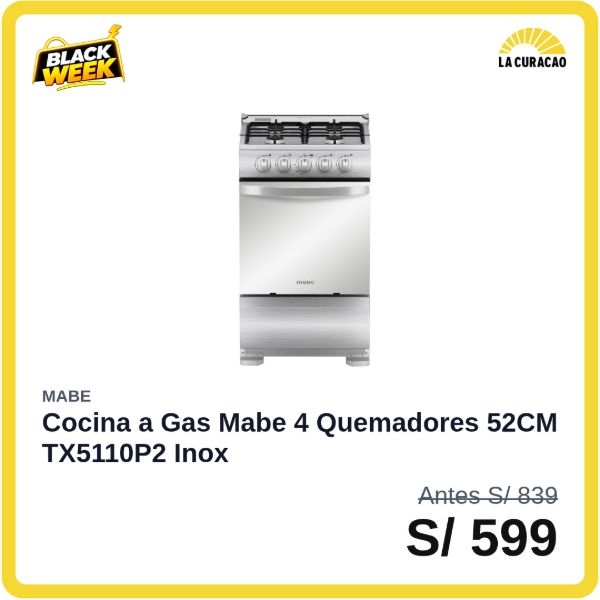 BLACK
WEEK
LA CURACAO
mabe
MABE
Cocina a Gas Mabe 4 Quemadores 52CM
TX5110P2 Inox
Antes S/ 839
S/ 599